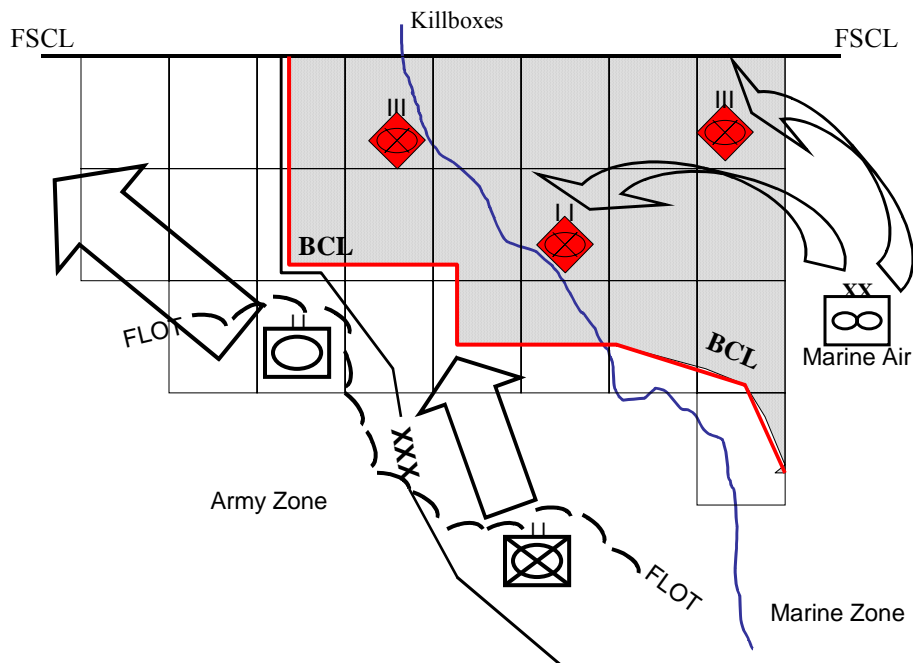 Killboxes
FSCL
FSCL
III
III
II
BCL
XX
FLOT
II
Marine Air
BCL
XXX
Army Zone
II
FLOT
Marine Zone